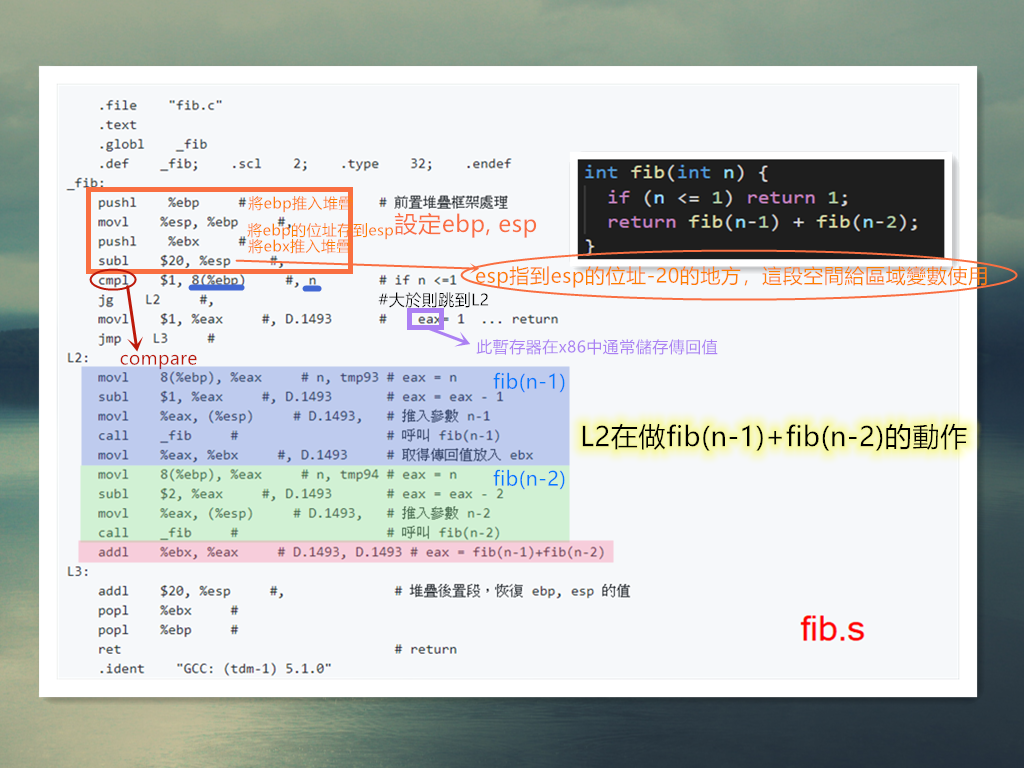 .file "fib.c"
.text
.globl _fib
.def _fib; .scl 2; .type 32; .endef
_fib:
pushl %ebp #將ebp推入堆疊 # 前置堆疊框架處理
movl %esp, %ebp #,
將ebp的位址存到esp
設定ebp, esp
pushl %ebx #將ebx推入堆疊
subl $20, %esp #,
int fib(int n) {
if (n <= 1) return 1;
return fib(n-1) + fib(n-2);
}
esp指到esp的位址-20的地方，這段空間給區域變數使用
cmpl $1, 8(%ebp) #, n # if n <=1
jg L2 #, #大於則跳到L2
movl $1, %eax #, D.1493 # eax= 1 ... return
jmp L3 #
此暫存器在x86中通常儲存傳回值
L2: compare
movl 8(%ebp), %eax # n, tmp93 # eax = n
fib(n-1)
subl $1, %eax #, D.1493 # eax = eax - 1
movl %eax, (%esp) # D.1493, # 推入參數 n-1
call _fib # # 呼叫 fib(n-1)
movl %eax, %ebx #, D.1493 # 取得傳回值放入 ebx
L2在做fib(n-1)+fib(n-2)的動作
movl 8(%ebp), %eax # n, tmp94 # eax = n
fib(n-2)
subl $2, %eax #, D.1493 # eax = eax - 2
movl %eax, (%esp) # D.1493, # 推入參數 n-2
call _fib # # 呼叫 fib(n-2)
addl %ebx, %eax # D.1493, D.1493 # eax = fib(n-1)+fib(n-2)
L3:
addl $20, %esp #, # 堆疊後置段，恢復 ebp, esp 的值
popl %ebx #
popl %ebp #
ret # return
.ident "GCC: (tdm-1) 5.1.0"
fib.s